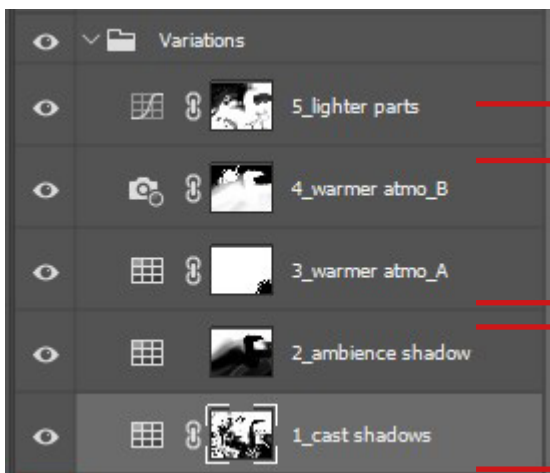 Variations
5_lighter parts
4_warmer atmo_B
3_warmer atmo_A
2_ambience shadow
1_cast shadows